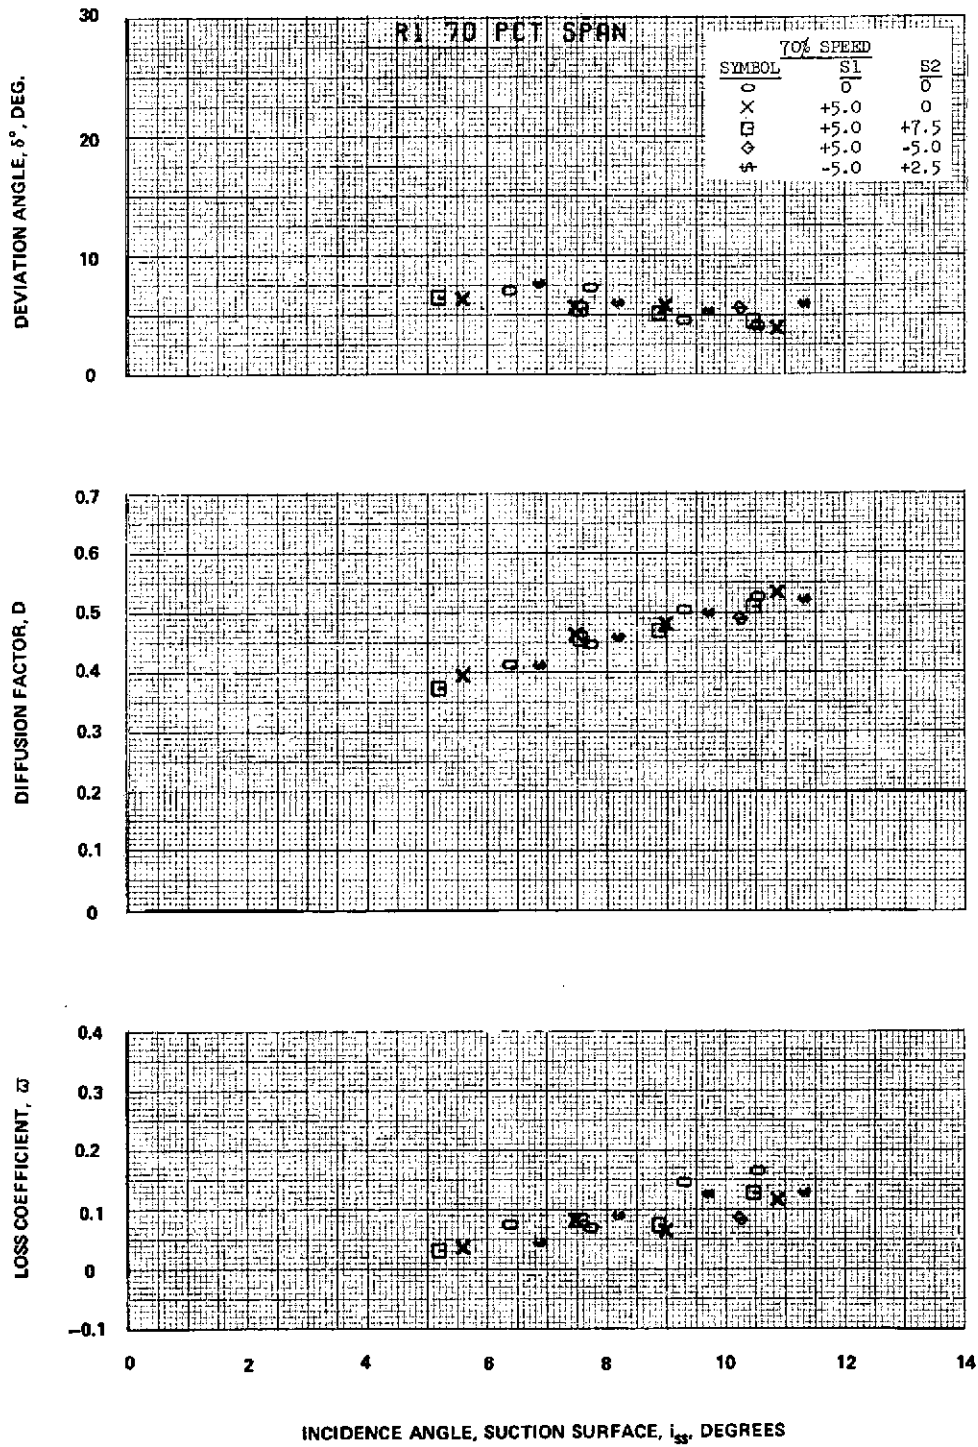 R1 70 PCT SPAN
70% SPEED
SYMBOL S1 S2
O 0 0
X +5.0 0
⊡ +5.0 +7.5
◇ +5.0 -5.0
-5.0 +2.5
DEVIATION ANGLE, δ°, DEG.
30
20
10
0
DIFFUSION FACTOR, D
0.7
0.6
0.5
0.4
0.3
0.2
0.1
0
LOSS COEFFICIENT, ϖ
0.4
0.3
0.2
0.1
0
−0.1
0 2 4 6 8 10 12 14
INCIDENCE ANGLE, SUCTION SURFACE, iss, DEGREES